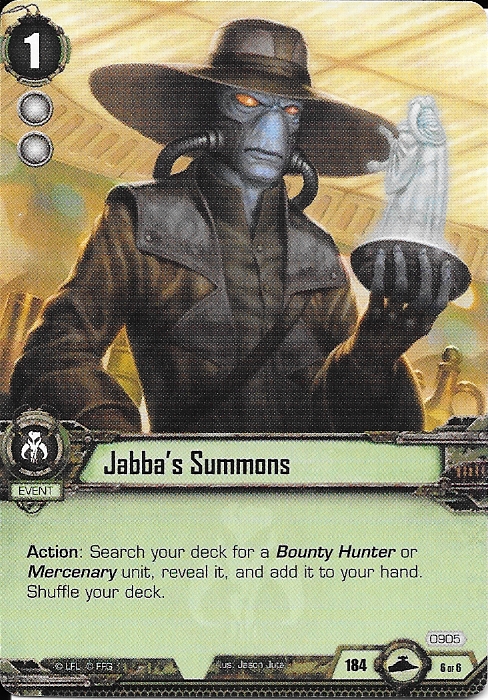 1
Jabba's Summons
EVENT
Action: Search your deck for a Bounty Hunter or
Mercenary unit, reveal it, and add it to your hand.
Shuffle your deck.
0905
© LFL © FFG
Illus. Jason Juta
184
6 OF 6